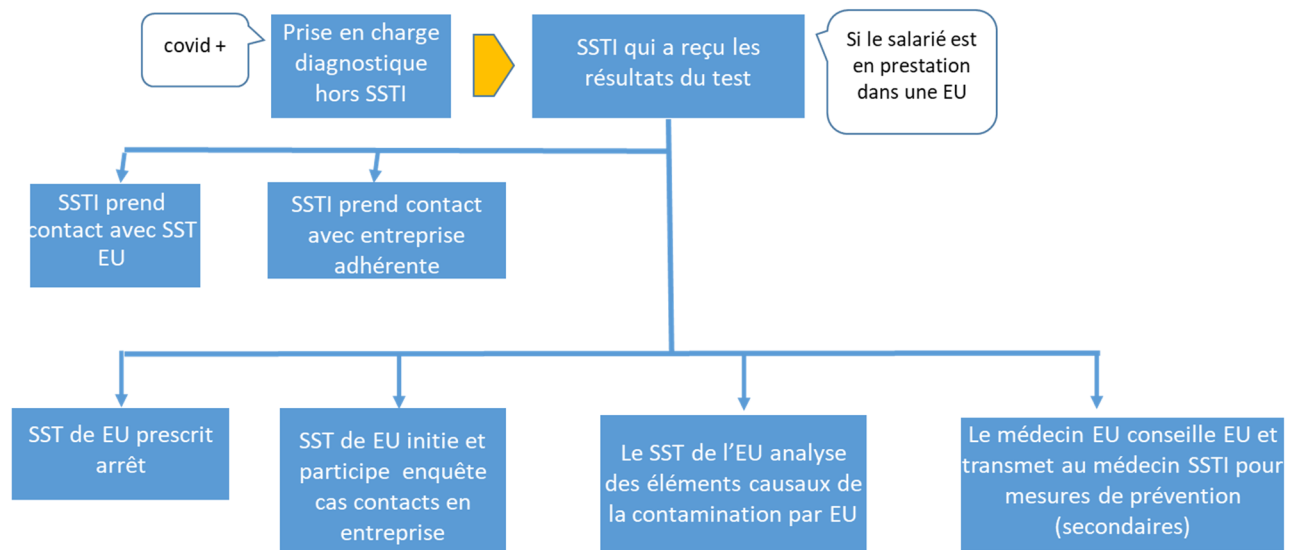 covid +
Prise en charge
diagnostique
hors SSTI
SSTI qui a reçu les
résultats du test
Si le salarié est
en prestation
dans une EU
SSTI prend
contact avec SST
EU
SSTI prend contact
avec entreprise
adhérente
SST de EU prescrit
arrêt
SST de EU initie et
participe enquête
cas contacts en
entreprise
Le SST de l’EU analyse
des éléments causaux de
la contamination par EU
Le médecin EU conseille EU et
transmet au médecin SSTI pour
mesures de prévention
(secondaires)